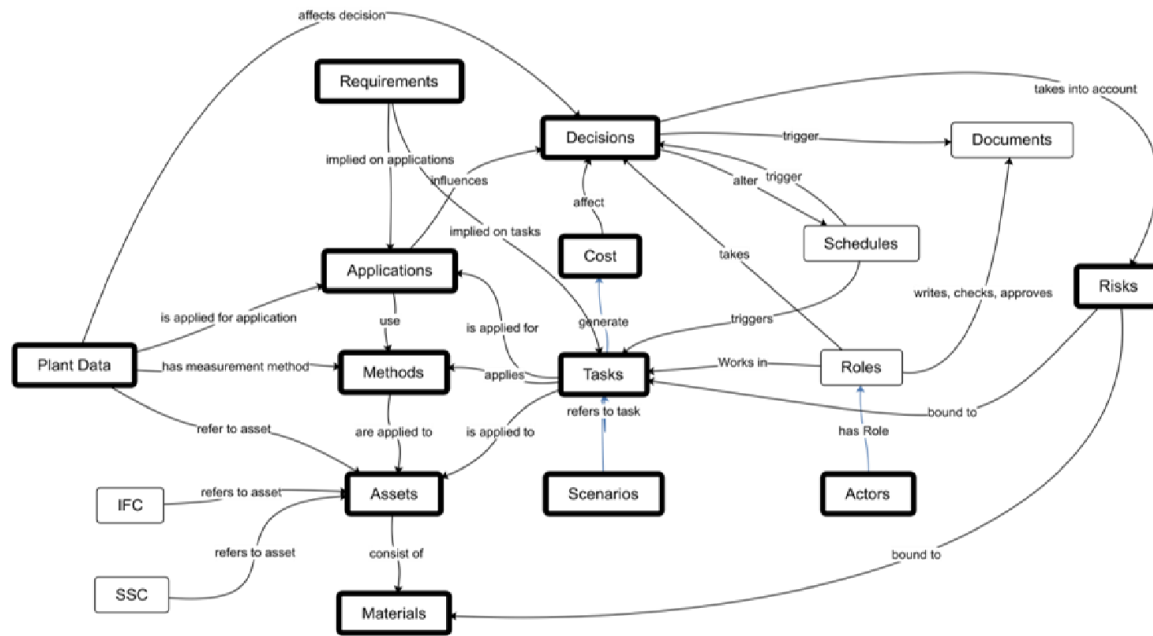 affects decision
Requirements
takes into account
Decisions
trigger
Documents
implied on applications
influences
alter
trigger
affect
implied on tasks
Schedules
takes
Cost
Applications
Risks
writes, checks, approves
is applied for application
use
is applied for
generate
triggers
Plant Data
has measurement method
Methods
applies
Tasks
Works in
Roles
refers to task
bound to
refer to asset
are applied to
is applied to
has Role
IFC
refers to asset
Assets
Scenarios
Actors
refers to asset
consist of
bound to
SSC
Materials